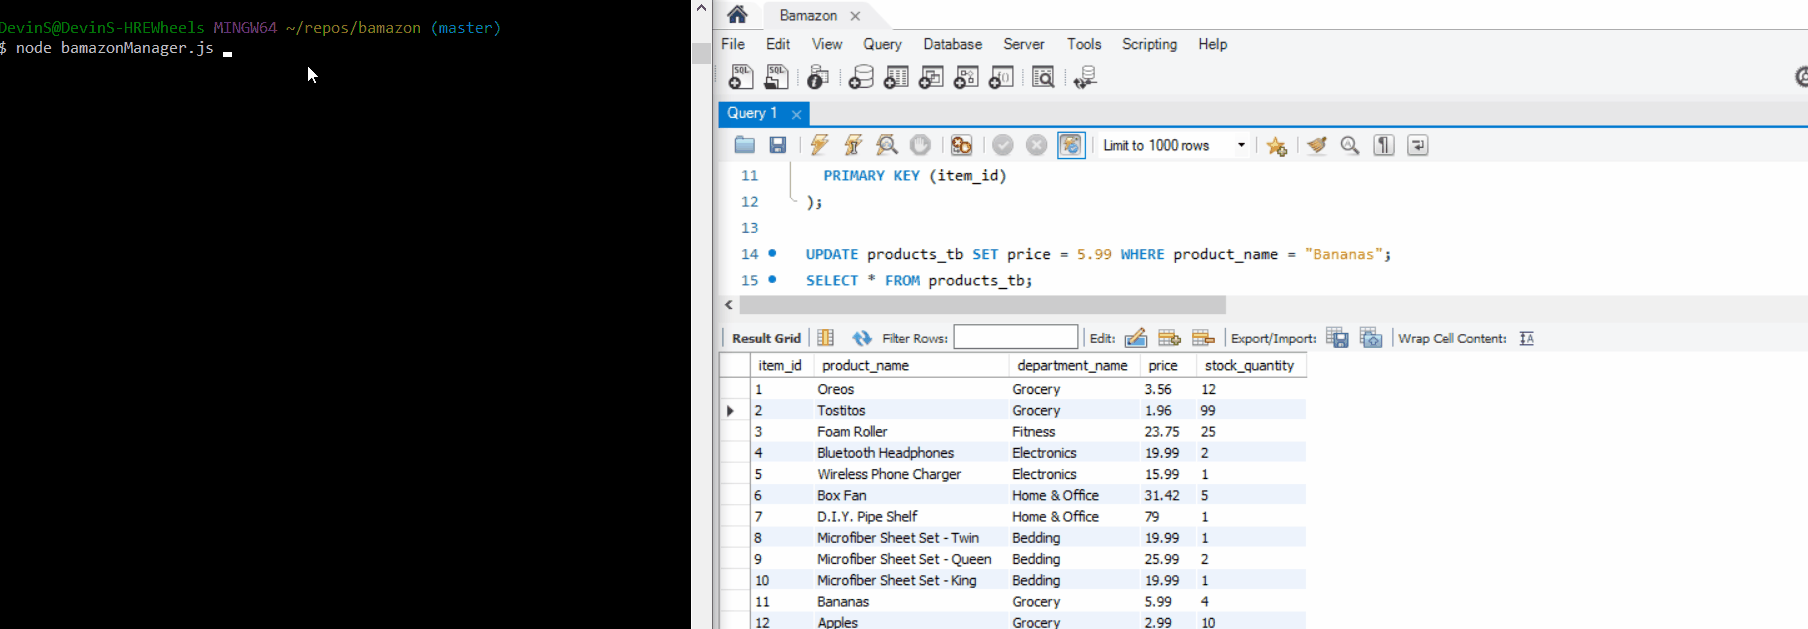 DevinS@DevinS-HREWheels MINGW64 ~/repos/bamazon (master)
$ node bamazonManager.js
Bamazon
File Edit View Query Database Server Tools Scripting Help
Query 1
Limit to 1000 rows
11 PRIMARY KEY (item_id)
12 );
13
14 UPDATE products_tb SET price = 5.99 WHERE product_name = "Bananas";
15 SELECT * FROM products_tb;
Result Grid Filter Rows: Edit: Export/Import: Wrap Cell Content:
item_id product_name department_name price stock_quantity
1 Oreos Grocery 3.56 12
2 Tostitos Grocery 1.96 99
3 Foam Roller Fitness 23.75 25
4 Bluetooth Headphones Electronics 19.99 2
5 Wireless Phone Charger Electronics 15.99 1
6 Box Fan Home & Office 31.42 5
7 D.I.Y. Pipe Shelf Home & Office 79 1
8 Microfiber Sheet Set - Twin Bedding 19.99 1
9 Microfiber Sheet Set - Queen Bedding 25.99 2
10 Microfiber Sheet Set - King Bedding 19.99 1
11 Bananas Grocery 5.99 4
12 Apples Grocery 2.99 10